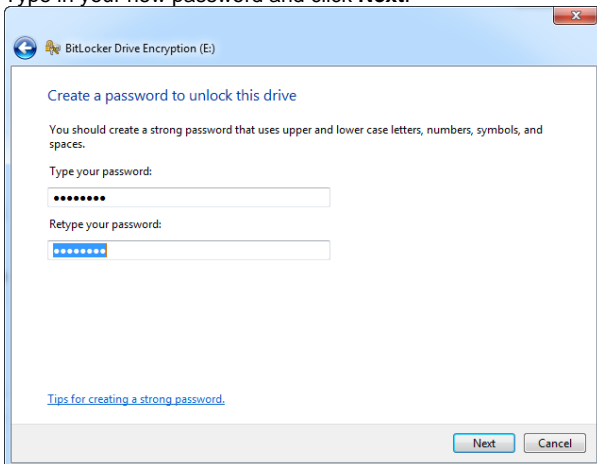 Type in your new password and click Next.
BitLocker Drive Encryption (E:)
Create a password to unlock this drive
You should create a strong password that uses upper and lower case letters, numbers, symbols, and
spaces.
Type your password:
●●●●●●●●
Retype your password:
●●●●●●●●
Tips for creating a strong password.
Next Cancel